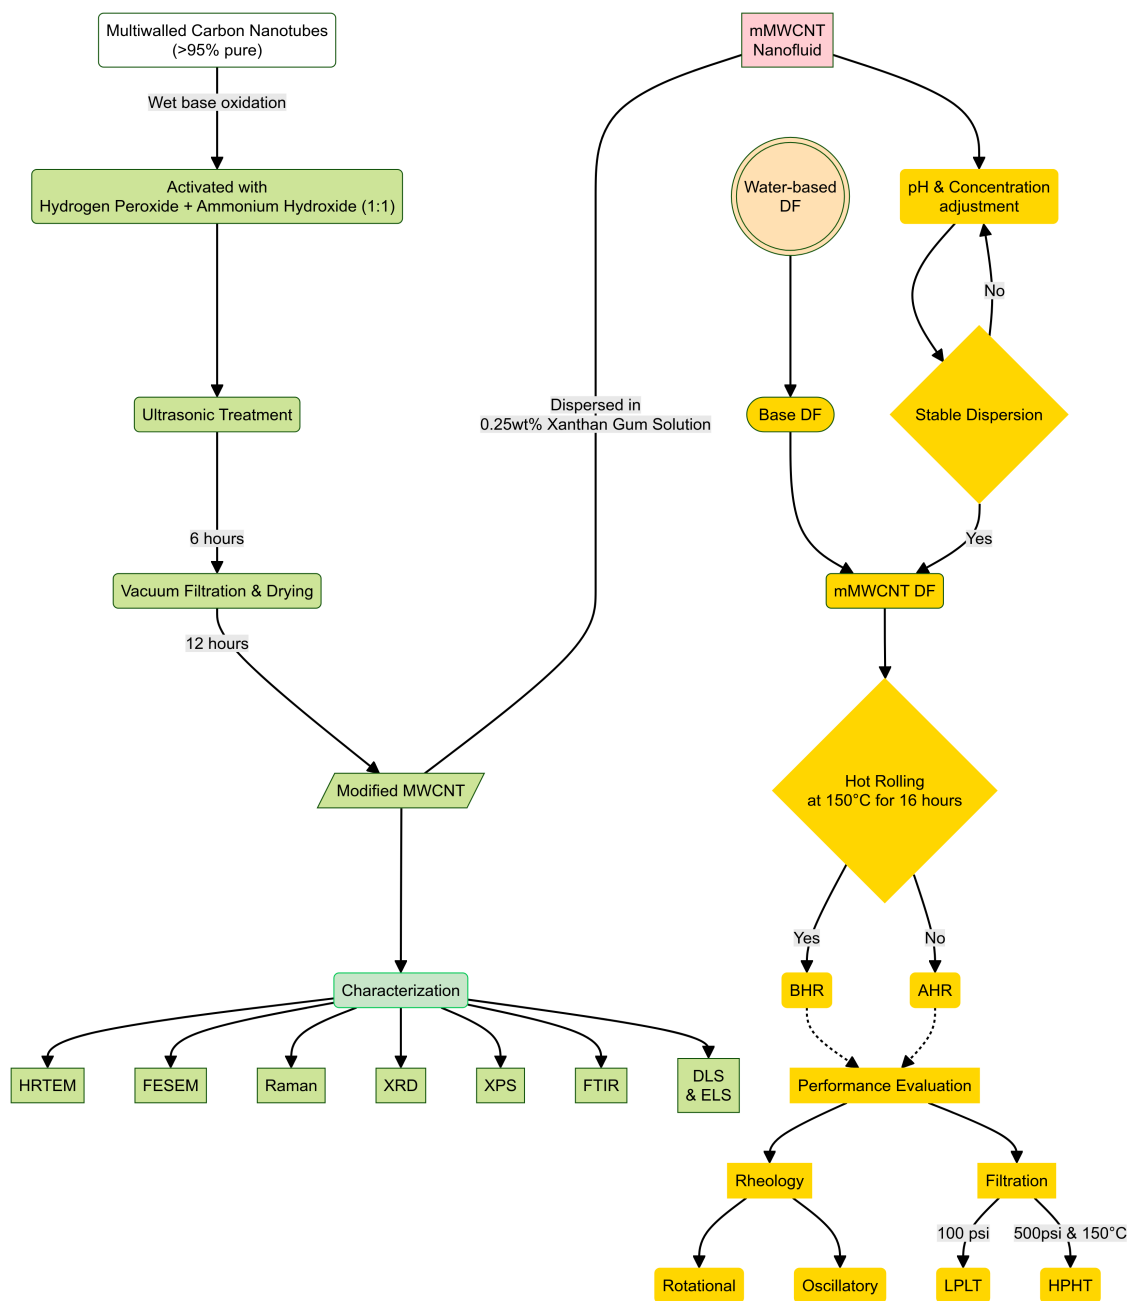 Multiwalled Carbon Nanotubes
(>95% pure)
Wet base oxidation
Activated with
Hydrogen Peroxide + Ammonium Hydroxide (1:1)
Ultrasonic Treatment
6 hours
Vacuum Filtration & Drying
12 hours
Modified MWCNT
Characterization
HRTEM
FESEM
Raman
XRD
XPS
FTIR
DLS
& ELS
Dispersed in
0.25wt% Xanthan Gum Solution
mMWCNT
Nanofluid
Water-based
DF
pH & Concentration
adjustment
No
Base DF
Stable Dispersion
Yes
mMWCNT DF
Hot Rolling
at 150°C for 16 hours
Yes
No
BHR
AHR
Performance Evaluation
Rheology
Filtration
100 psi
500psi & 150°C
Rotational
Oscillatory
LPLT
HPHT